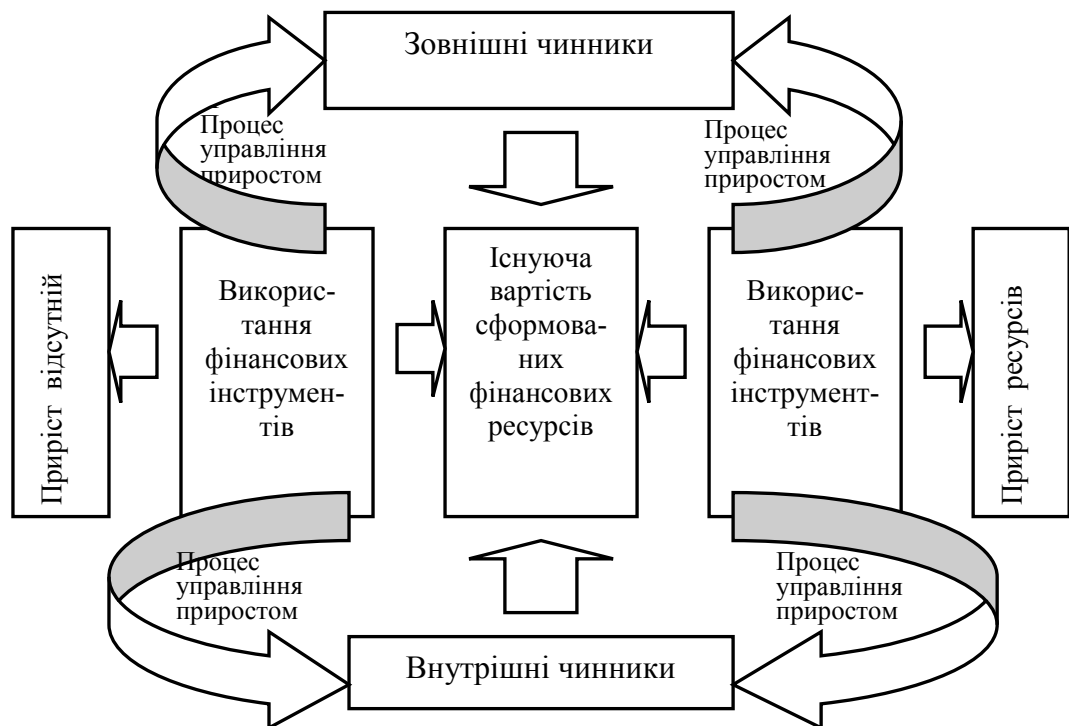 Зовнішні чинники
Процес
управління
приростом
Процес
управління
приростом
Приріст відсутній
Викорис-
тання
фінансових
інструмен-
тів
Існуюча
вартість
сформова-
них
фінансових
ресурсів
Викорис-
тання
фінансових
інструмент-
тів
Приріст ресурсів
Процес
управління
приростом
Процес
управління
приростом
Внутрішні чинники